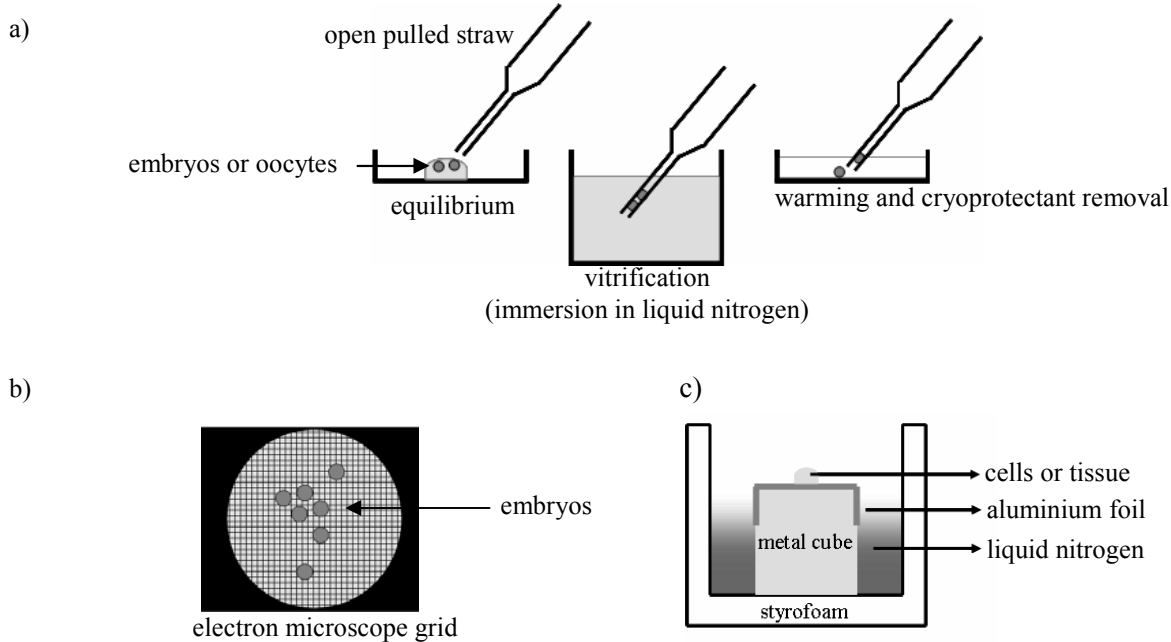 a)
open pulled straw
embryos or oocytes
equilibrium
vitrification
(immersion in liquid nitrogen)
warming and cryoprotectant removal
b)
embryos
electron microscope grid
c)
cells or tissue
aluminium foil
metal cube
liquid nitrogen
styrofoam